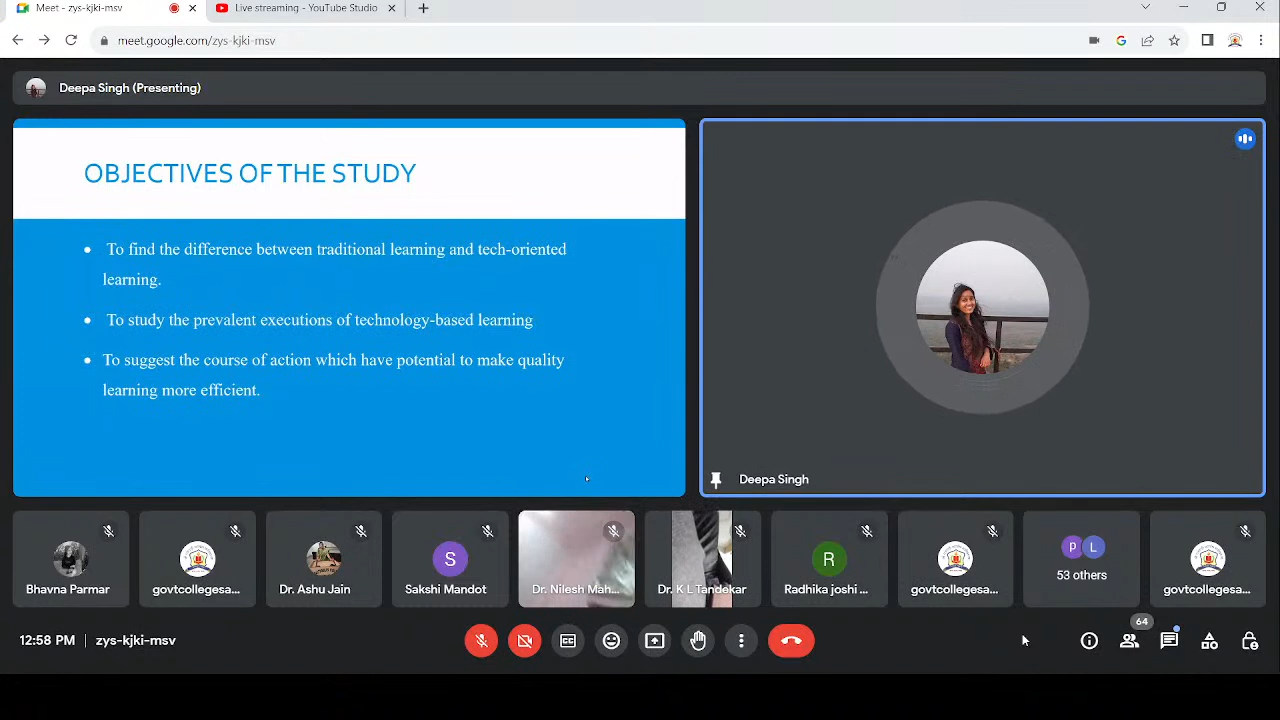 Meet - zys-kjki-msv
Live streaming - YouTube Studio
meet.google.com/zys-kjki-msv
Deepa Singh (Presenting)
OBJECTIVES OF THE STUDY
• To find the difference between traditional learning and tech-oriented
learning.
• To study the prevalent executions of technology-based learning
• To suggest the course of action which have potential to make quality
learning more efficient.
Deepa Singh
Bhavna Parmar
govtcollegesa...
Dr. Ashu Jain
S
Sakshi Mandot
Dr. Nilesh Mah...
Dr. K L Tandekar
R
Radhika joshi ...
govtcollegesa...
P L
53 others
govtcollegesa...
12:58 PM | zys-kjki-msv
64